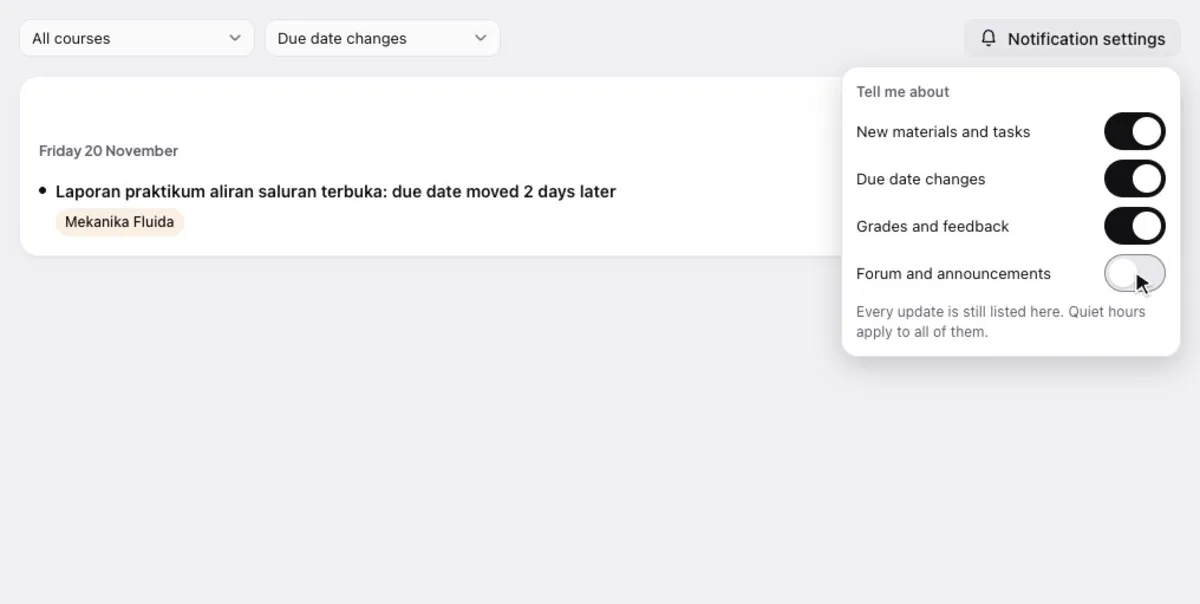 All courses
Due date changes
Notification settings
Friday 20 November
Laporan praktikum aliran saluran terbuka: due date moved 2 days later
Mekanika Fluida
Tell me about
New materials and tasks
Due date changes
Grades and feedback
Forum and announcements
Every update is still listed here. Quiet hours
apply to all of them.